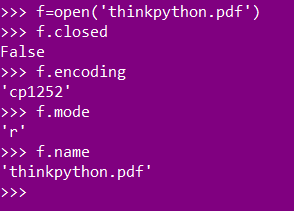 >>> f=open('thinkpython.pdf')
>>> f.closed
False
>>> f.encoding
'cp1252'
>>> f.mode
'r'
>>> f.name
'thinkpython.pdf'
>>>